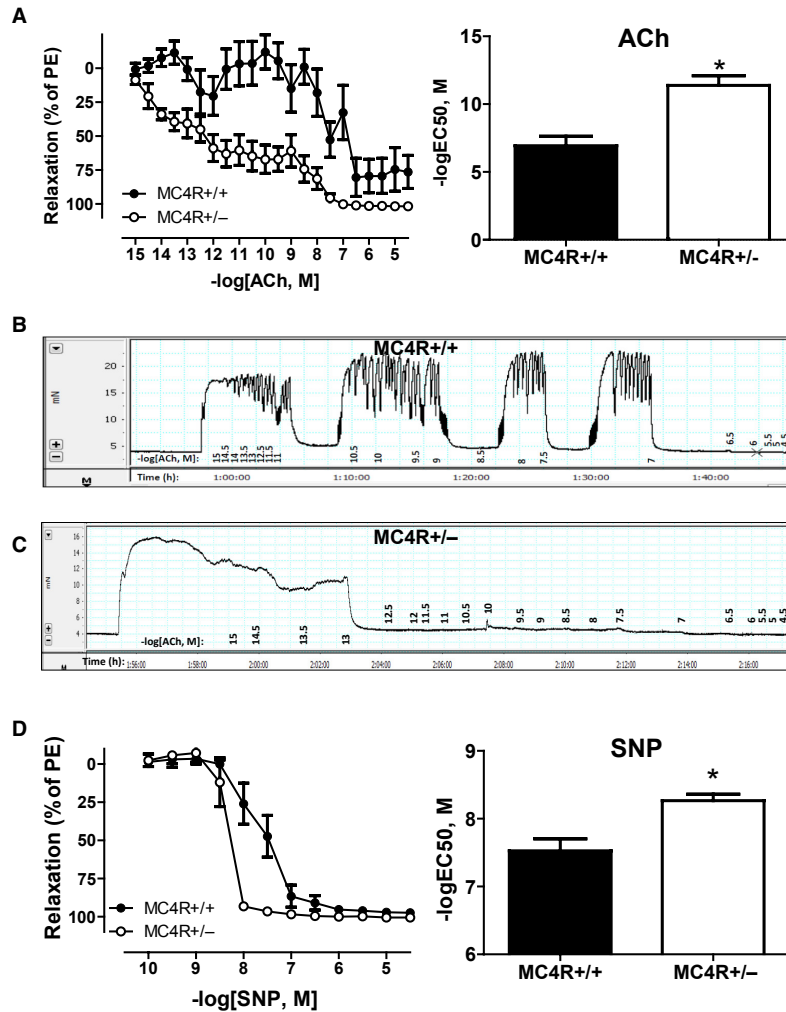 A
Relaxation (% of PE)
0
25
50
75
100
MC4R+/+
MC4R+/−
15 14 13 12 11 10 9 8 7 6 5
-log[ACh, M]
ACh
-logEC50, M
15
10
5
0
*
MC4R+/+ MC4R+/-
B
MC4R+/+
mN
20
15
10
5
-log[ACh, M]:
15 14.5 14 13.5 13 12.5 11.5 11 10.5 10 9.5 9 8.5 8 7.5 7 6.5 6 5.5 5 4.5
Time (h):
1:00:00 1:10:00 1:20:00 1:30:00 1:40:00
C
MC4R+/−
mN
16
14
12
10
8
6
4
-log[ACh, M]:
15 14.5 13.5 13 12.5 12 11.5 11 10.5 10 9.5 9 8.5 8 7.5 7 6.5 6 5.5 5 4.5
Time (h):
1:56:00 1:58:00 2:00:00 2:02:00 2:04:00 2:06:00 2:08:00 2:10:00 2:12:00 2:14:00 2:16:00
D
Relaxation (% of PE)
0
25
50
75
100
MC4R+/+
MC4R+/−
10 9 8 7 6 5
-log[SNP, M]
SNP
-logEC50, M
9
8
7
6
*
MC4R+/+ MC4R+/−